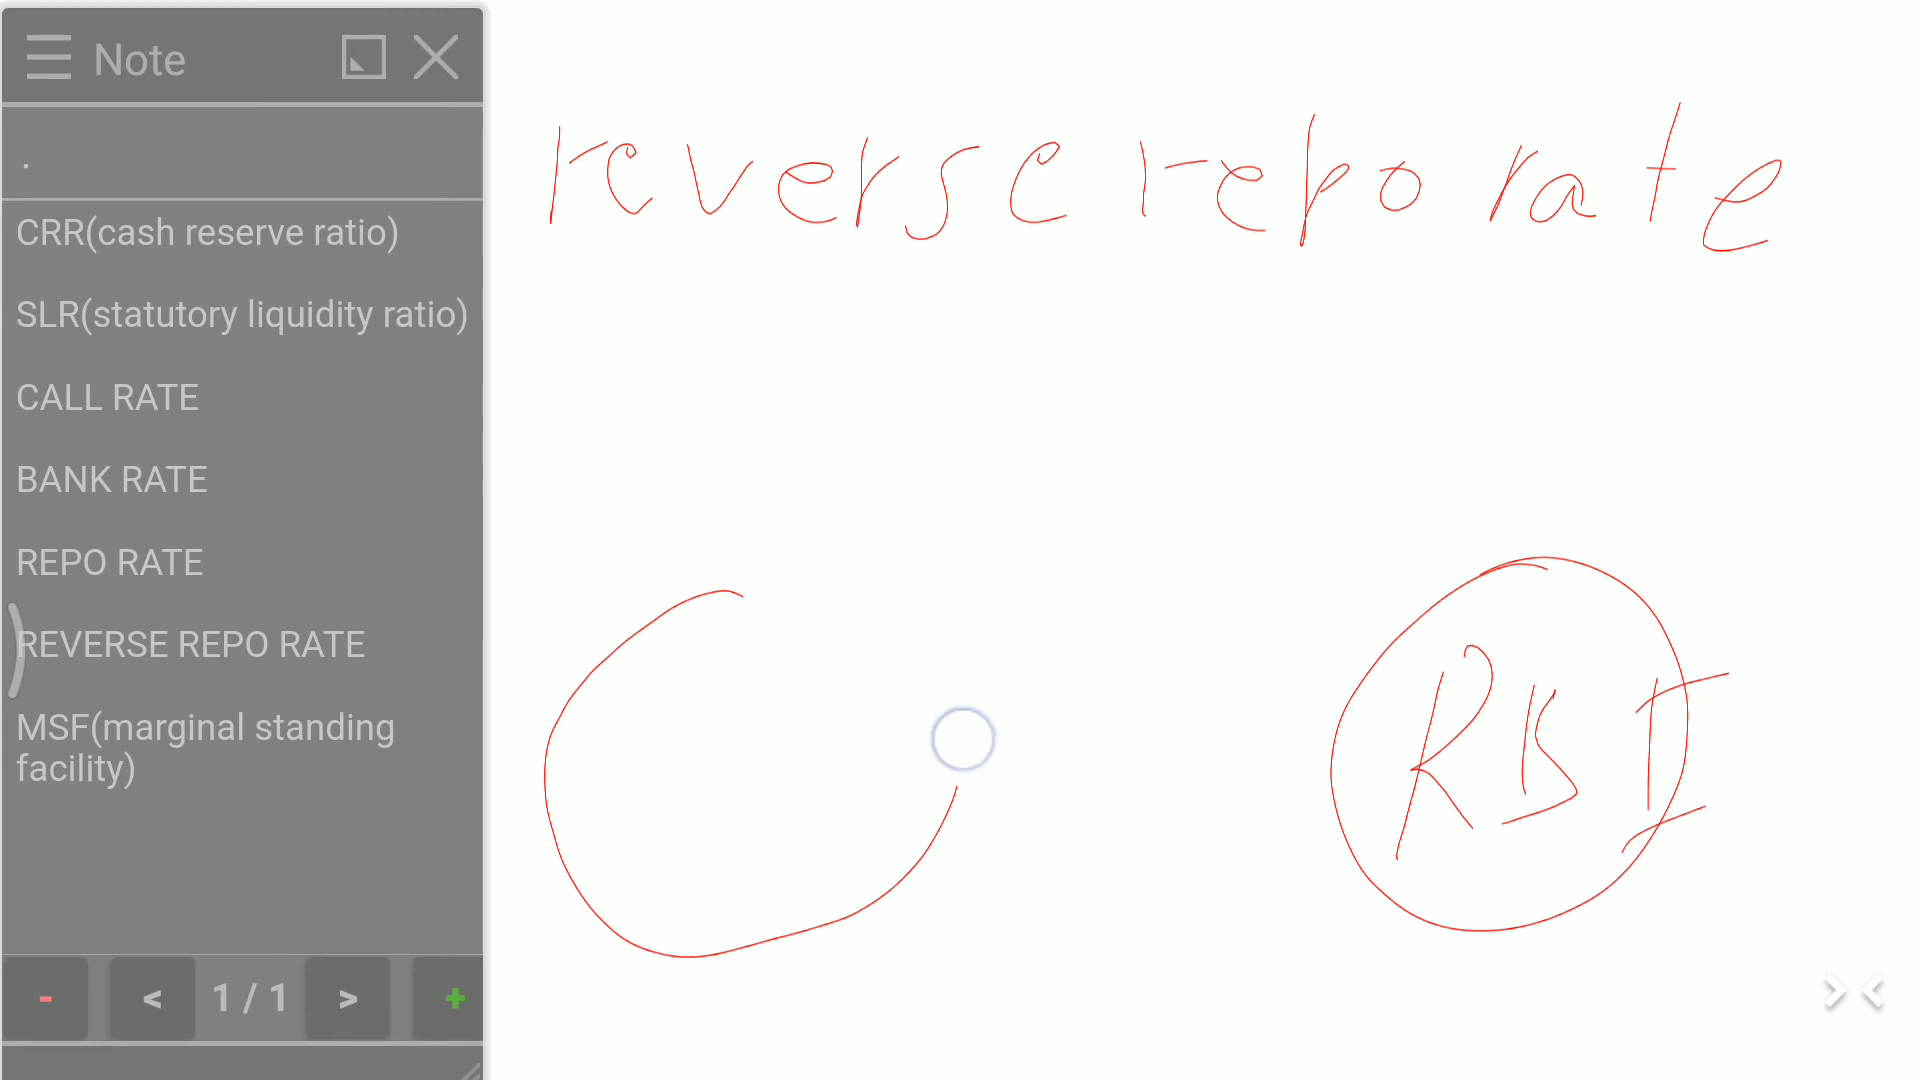 Note
.
CRR(cash reserve ratio)
SLR(statutory liquidity ratio)
CALL RATE
BANK RATE
REPO RATE
REVERSE REPO RATE
MSF(marginal standing
facility)
- < 1 / 1 > +
reverse repo rate
RBI